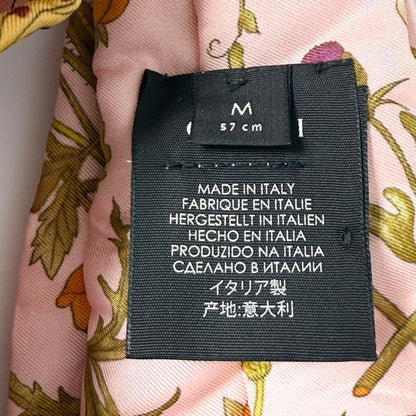 M
57 cm
MADE IN ITALY
FABRIQUE EN ITALIE
HERGESTELLT IN ITALIEN
HECHO EN ITALIA
PRODUZIDO NA ITALIA
СДЕЛАНО В ИТАЛИИ
イタリア製
产地:意大利